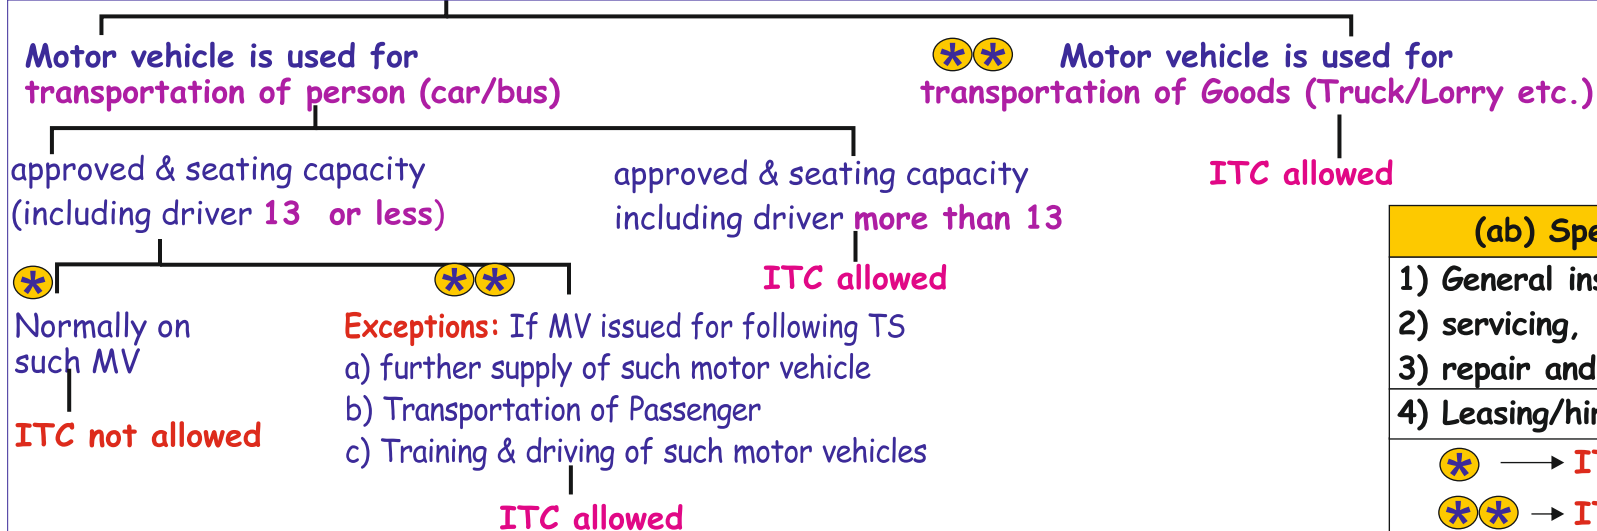 Motor vehicle is used for
transportation of person (car/bus)
** Motor vehicle is used for
transportation of Goods (Truck/Lorry etc.)
approved & seating capacity
(including driver 13 or less)
approved & seating capacity
including driver more than 13
ITC allowed
ITC allowed
*
Normally on
such MV
ITC not allowed
**
Exceptions: If MV issued for following TS
a) further supply of such motor vehicle
b) Transportation of Passenger
c) Training & driving of such motor vehicles
ITC allowed
(ab)
1) General
2) servicing,
3) repair and
4)
* →
** →